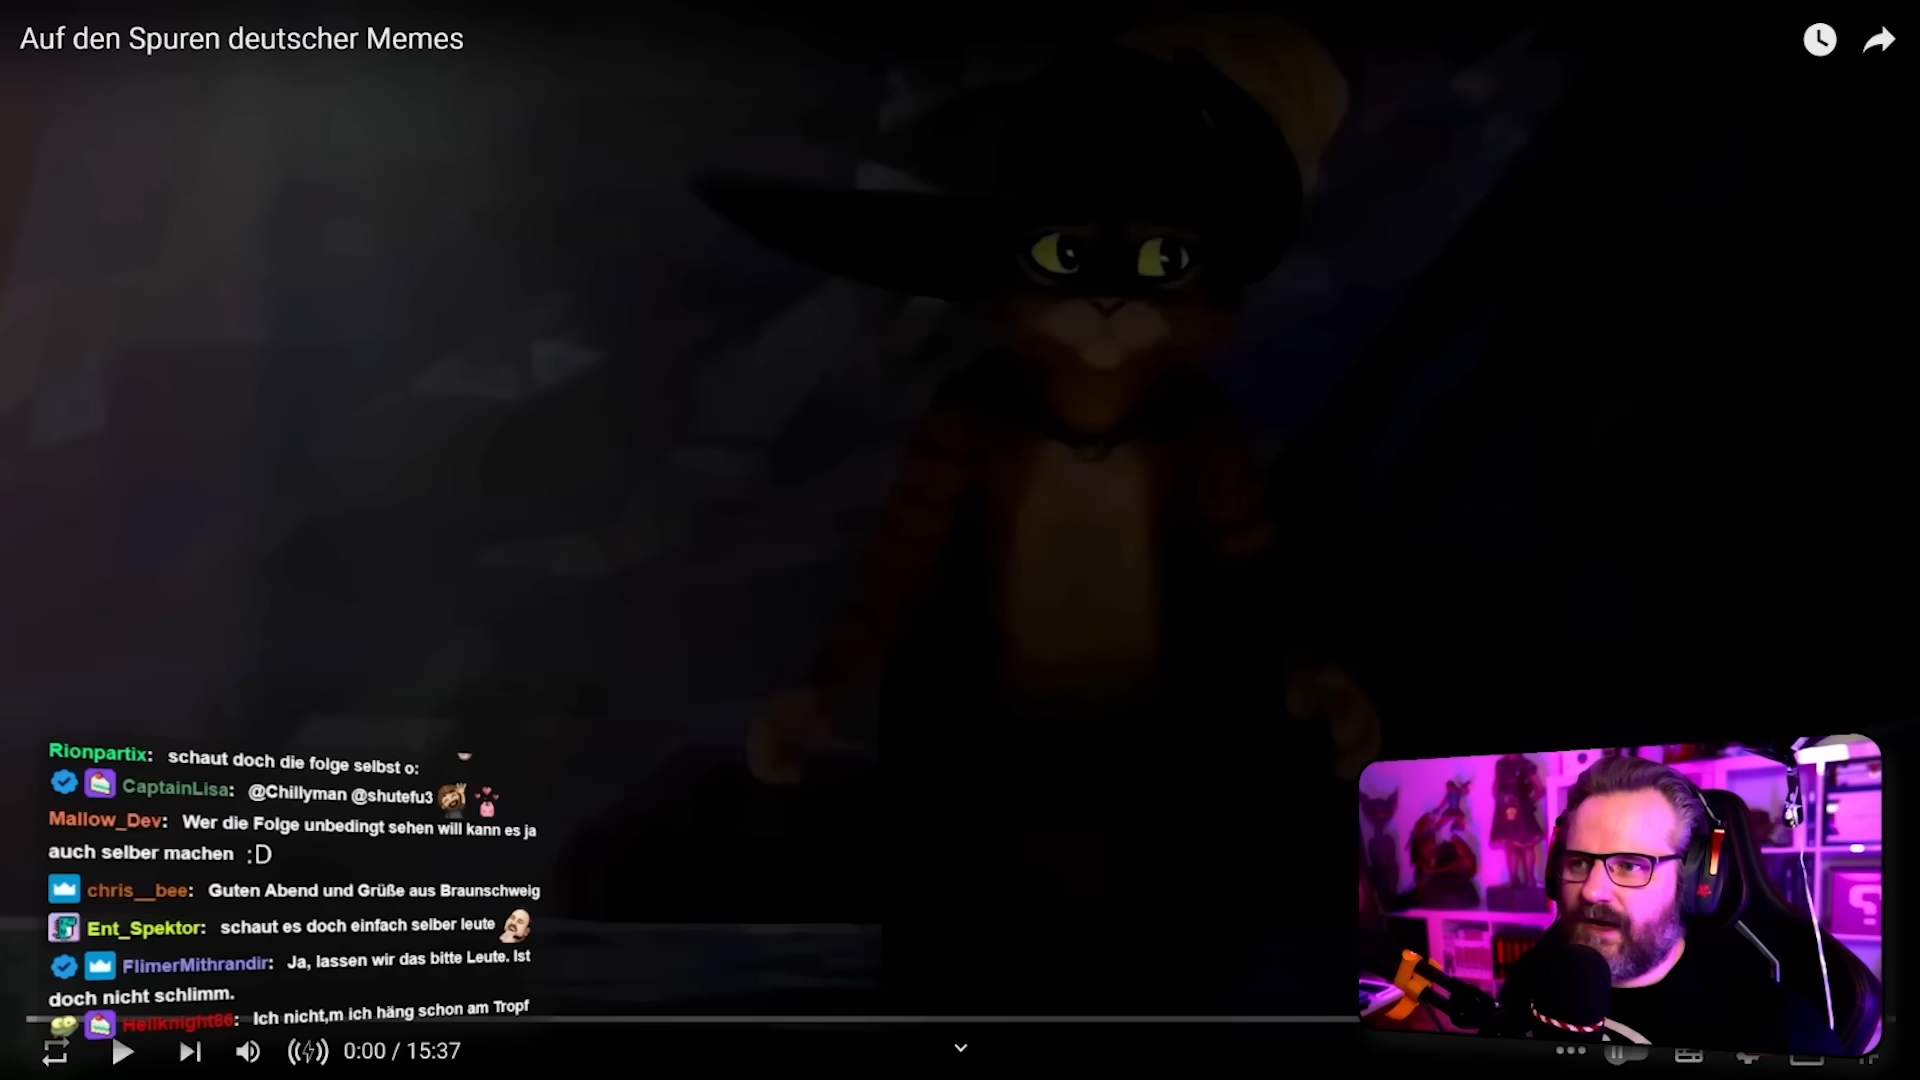 Auf den Spuren deutscher Memes
Rionpartix: schaut doch die folge selbst o:
CaptainLisa: @Chillyman @shutefu3
Mallow_Dev: Wer die Folge unbedingt sehen will kann es ja
auch selber machen :D
chris__bee: Guten Abend und Grüße aus Braunschweig
Ent_Spektor: schaut es doch einfach selber leute
FlimerMithrandir: Ja, lassen wir das bitte Leute. Ist
doch nicht schlimm.
Hellknight86: Ich nicht,m ich häng schon am Tropf
0:00 / 15:37